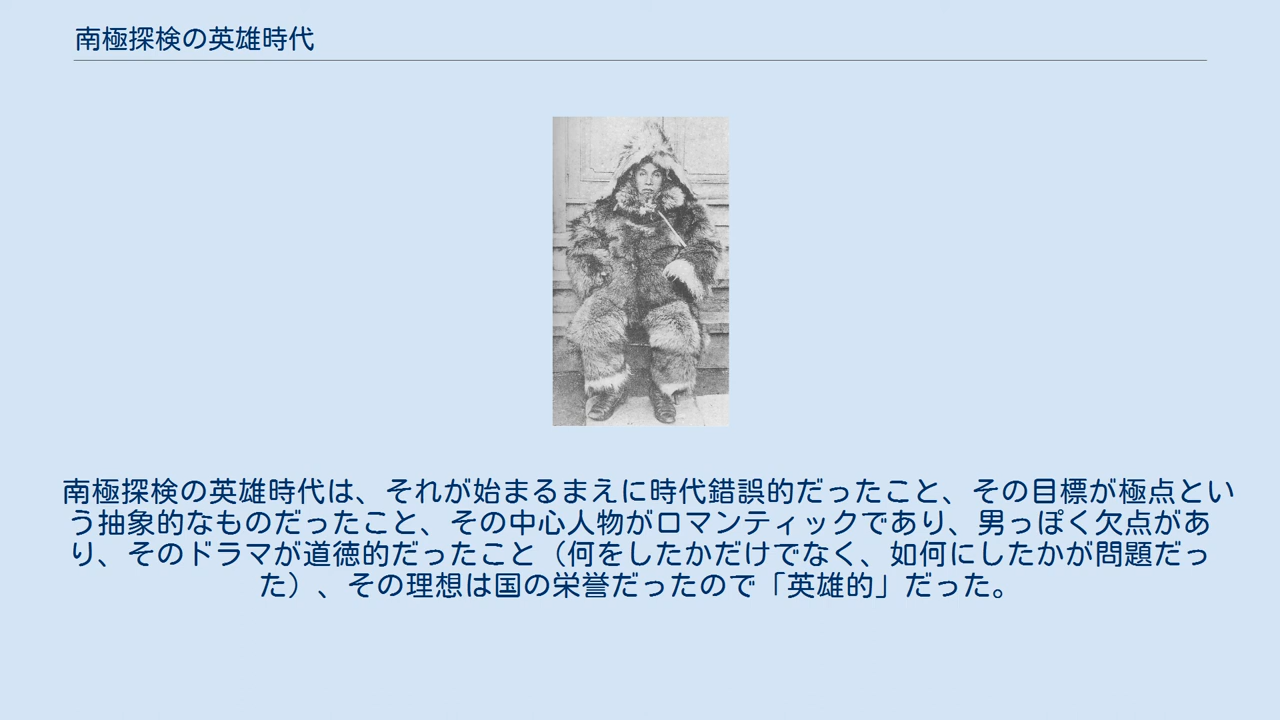 南極探検の英雄時代
南極探検の英雄時代は、それが始まるまえに時代錯誤的だったこと、その目標が極点とい
う抽象的なものだったこと、その中心人物がロマンティックであり、男っぽく欠点があ
り、そのドラマが道徳的だったこと（何をしたかだけでなく、如何にしたかが問題だっ
た）、その理想は国の栄誉だったので「英雄的」だった。